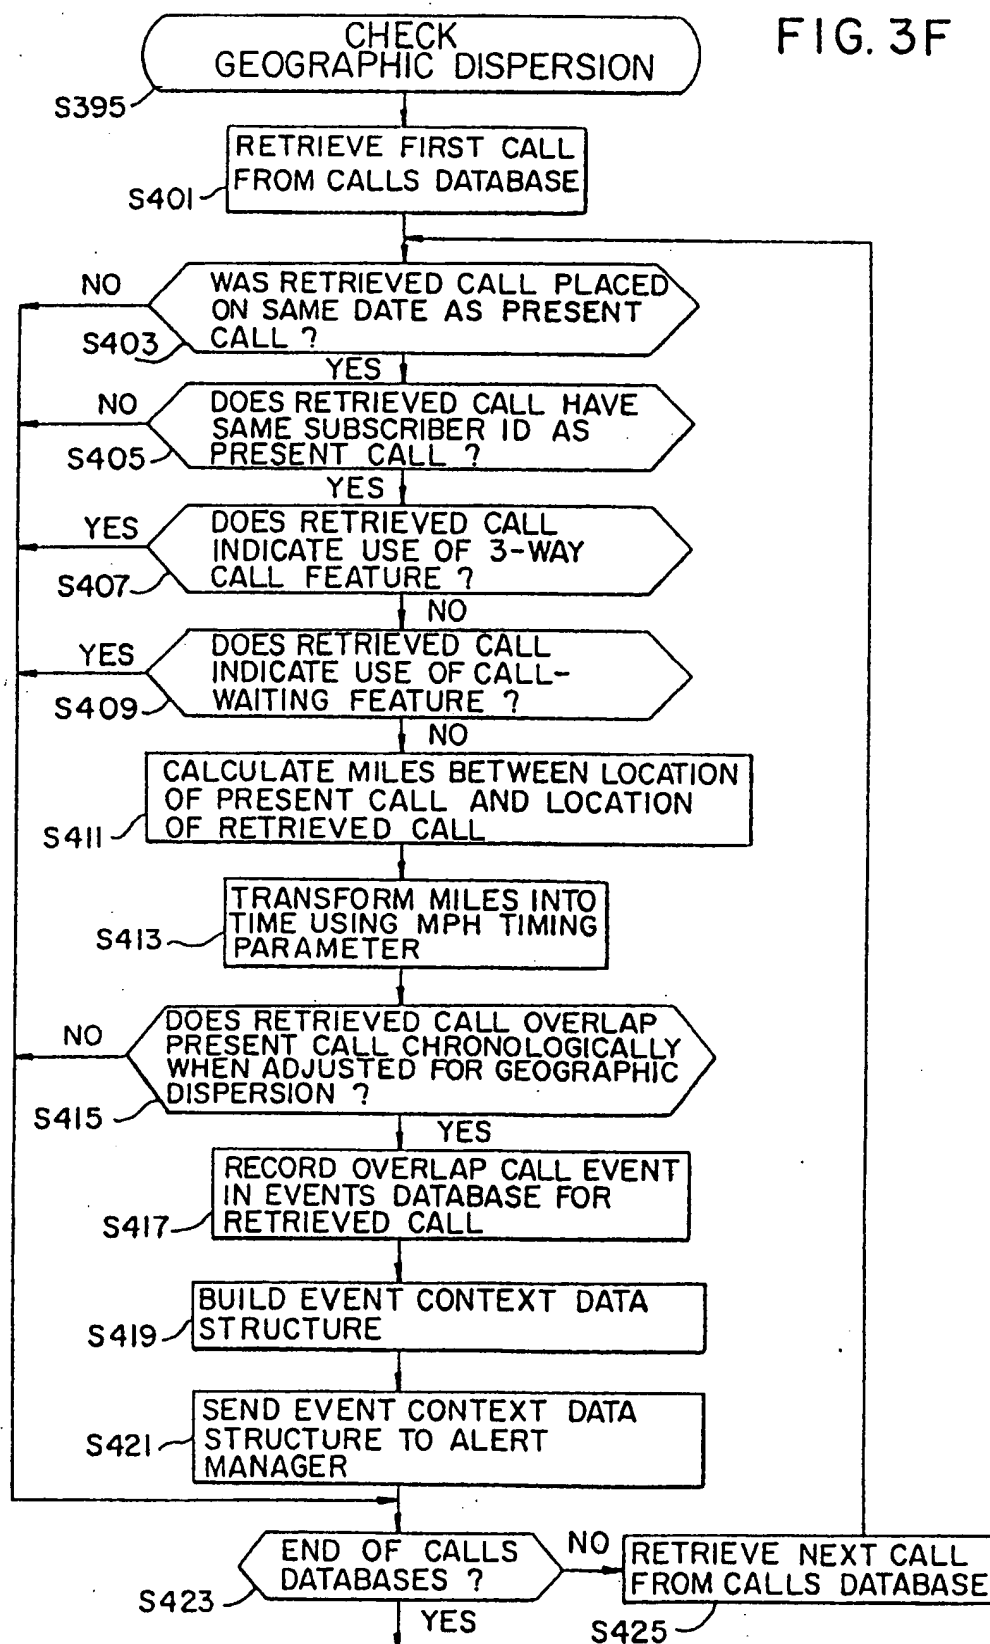 FIG. 3F
CHECK
GEOGRAPHIC DISPERSION
S395
RETRIEVE FIRST CALL
FROM CALLS DATABASE
S401
NO
WAS RETRIEVED CALL PLACED
ON SAME DATE AS PRESENT
CALL ?
S403
YES
NO
DOES RETRIEVED CALL HAVE
SAME SUBSCRIBER ID AS
PRESENT CALL ?
S405
YES
YES
DOES RETRIEVED CALL
INDICATE USE OF 3-WAY
CALL FEATURE ?
S407
NO
YES
DOES RETRIEVED CALL
INDICATE USE OF CALL-
WAITING FEATURE ?
S409
NO
CALCULATE MILES BETWEEN LOCATION
OF PRESENT CALL AND LOCATION
OF RETRIEVED CALL
S411
TRANSFORM MILES INTO
TIME USING MPH TIMING
PARAMETER
S413
NO
DOES RETRIEVED CALL OVERLAP
PRESENT CALL CHRONOLOGICALLY
WHEN ADJUSTED FOR GEOGRAPHIC
DISPERSION ?
S415
YES
RECORD OVERLAP CALL EVENT
IN EVENTS DATABASE FOR
RETRIEVED CALL
S417
BUILD EVENT CONTEXT DATA
STRUCTURE
S419
SEND EVENT CONTEXT DATA
STRUCTURE TO ALERT
MANAGER
S421
END OF CALLS
DATABASES ?
S423
NO
RETRIEVE NEXT CALL
FROM CALLS DATABASE
S425
YES